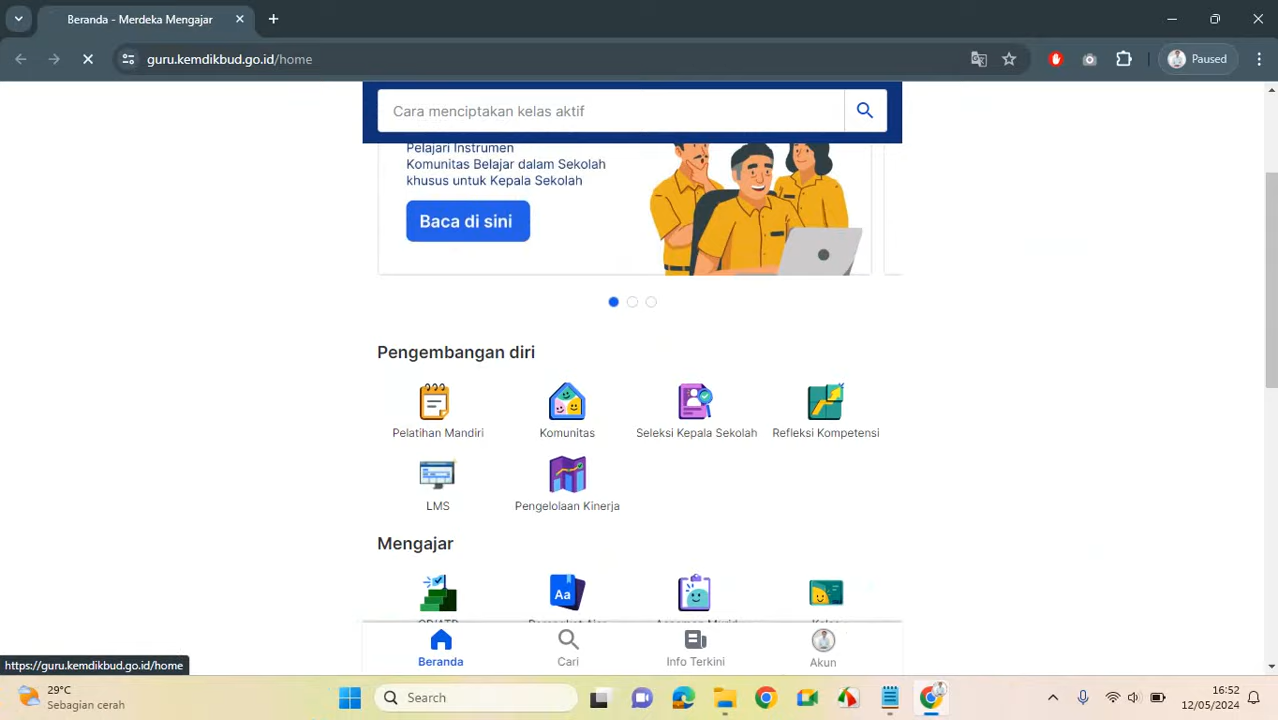 Beranda - Merdeka Mengajar
guru.kemdikbud.go.id/home
Paused
Cara menciptakan kelas aktif
Pelajari Instrumen
Komunitas Belajar dalam Sekolah
khusus untuk Kepala Sekolah
Baca di sini
Pengembangan diri
Pelatihan Mandiri
Komunitas
Seleksi Kepala Sekolah
Refleksi Kompetensi
LMS
Pengelolaan Kinerja
Mengajar
Aa
Beranda
Cari
Info Terkini
Akun
https://guru.kemdikbud.go.id/home
29°C
Sebagian cerah
Search
16:52
12/05/2024